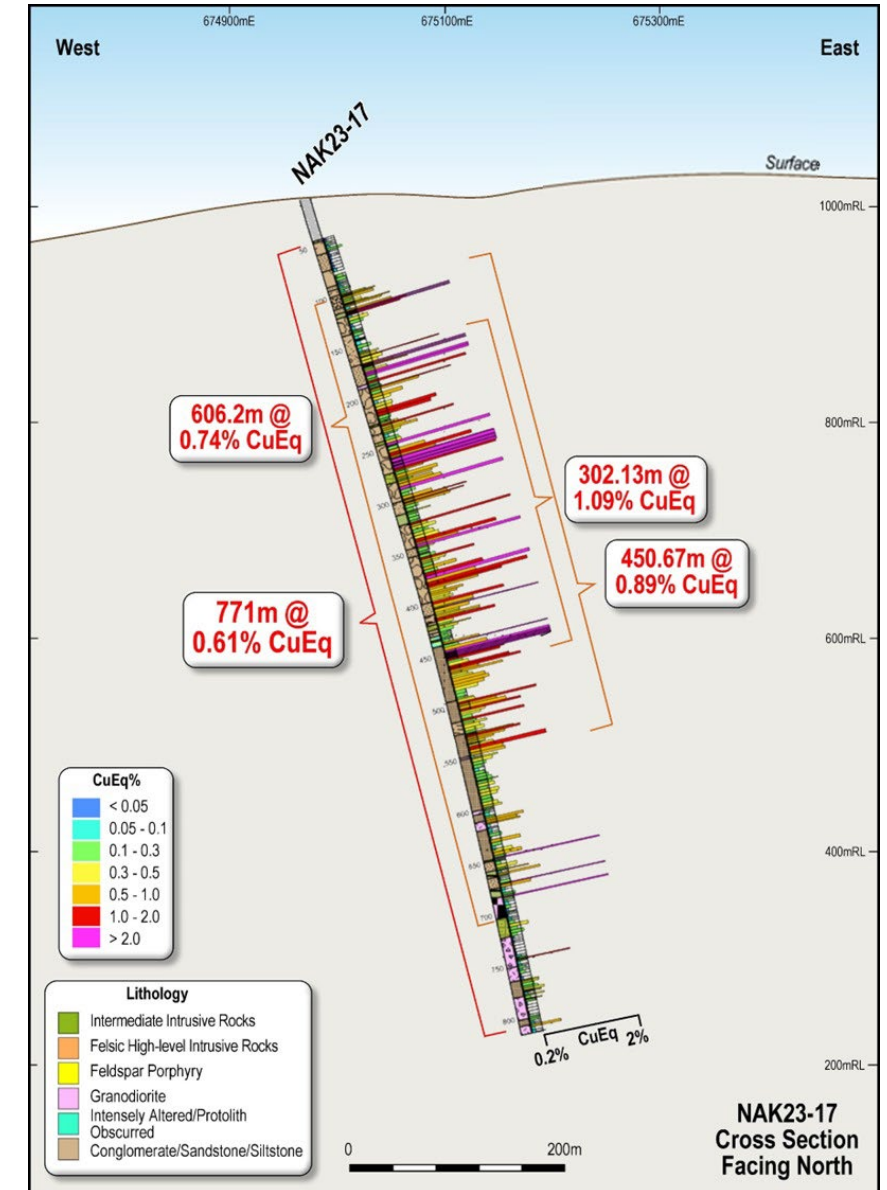 674900mE
675100mE
675300mE
West
East
NAK23-17
Surface
1000mRL
50
100
150
200
606.2m @
0.74% CuEq
800mRL
250
302.13m @
1.09% CuEq
300
350
450.67m @
0.89% CuEq
400
771m @
0.61% CuEq
600mRL
450
500
550
CuEq%
< 0.05
0.05 - 0.1
0.1 - 0.3
0.3 - 0.5
0.5 - 1.0
1.0 - 2.0
> 2.0
600
400mRL
650
700
750
800
Lithology
Intermediate Intrusive Rocks
Felsic High-level Intrusive Rocks
Feldspar Porphyry
Granodiorite
Intensely Altered/Protolith
Obscurred
Conglomerate/Sandstone/Siltstone
0.2% CuEq 2%
200mRL
0 200m
NAK23-17
Cross Section
Facing North